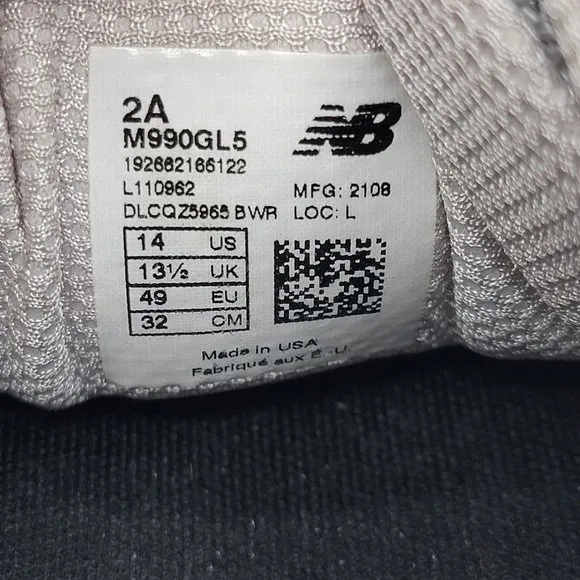 2A
M990GL5
NB
192662166122
L110962
MFG: 2108
DLCQZ5965 BWR
LOC: L
14 US
13½ UK
49 EU
32 CM
Made in USA
Fabriqué aux É.-U.